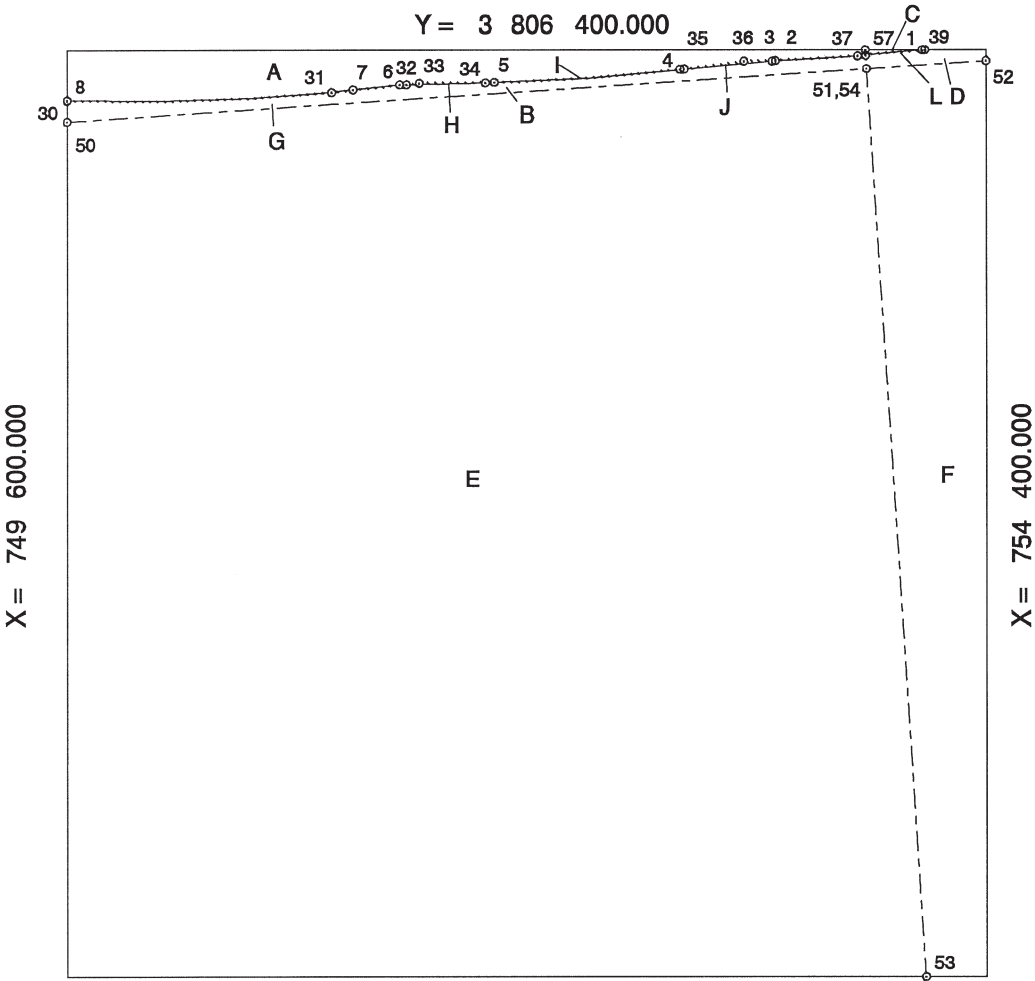 Y = 3 806 400.000
C
35 36 3 2 37 57 1 39
A 31 7 6 32 33 34 5 I 4 52
8 51,54 L D
30 G H B J
50
X = 749 600.000
E
F
X = 754 400.000
53